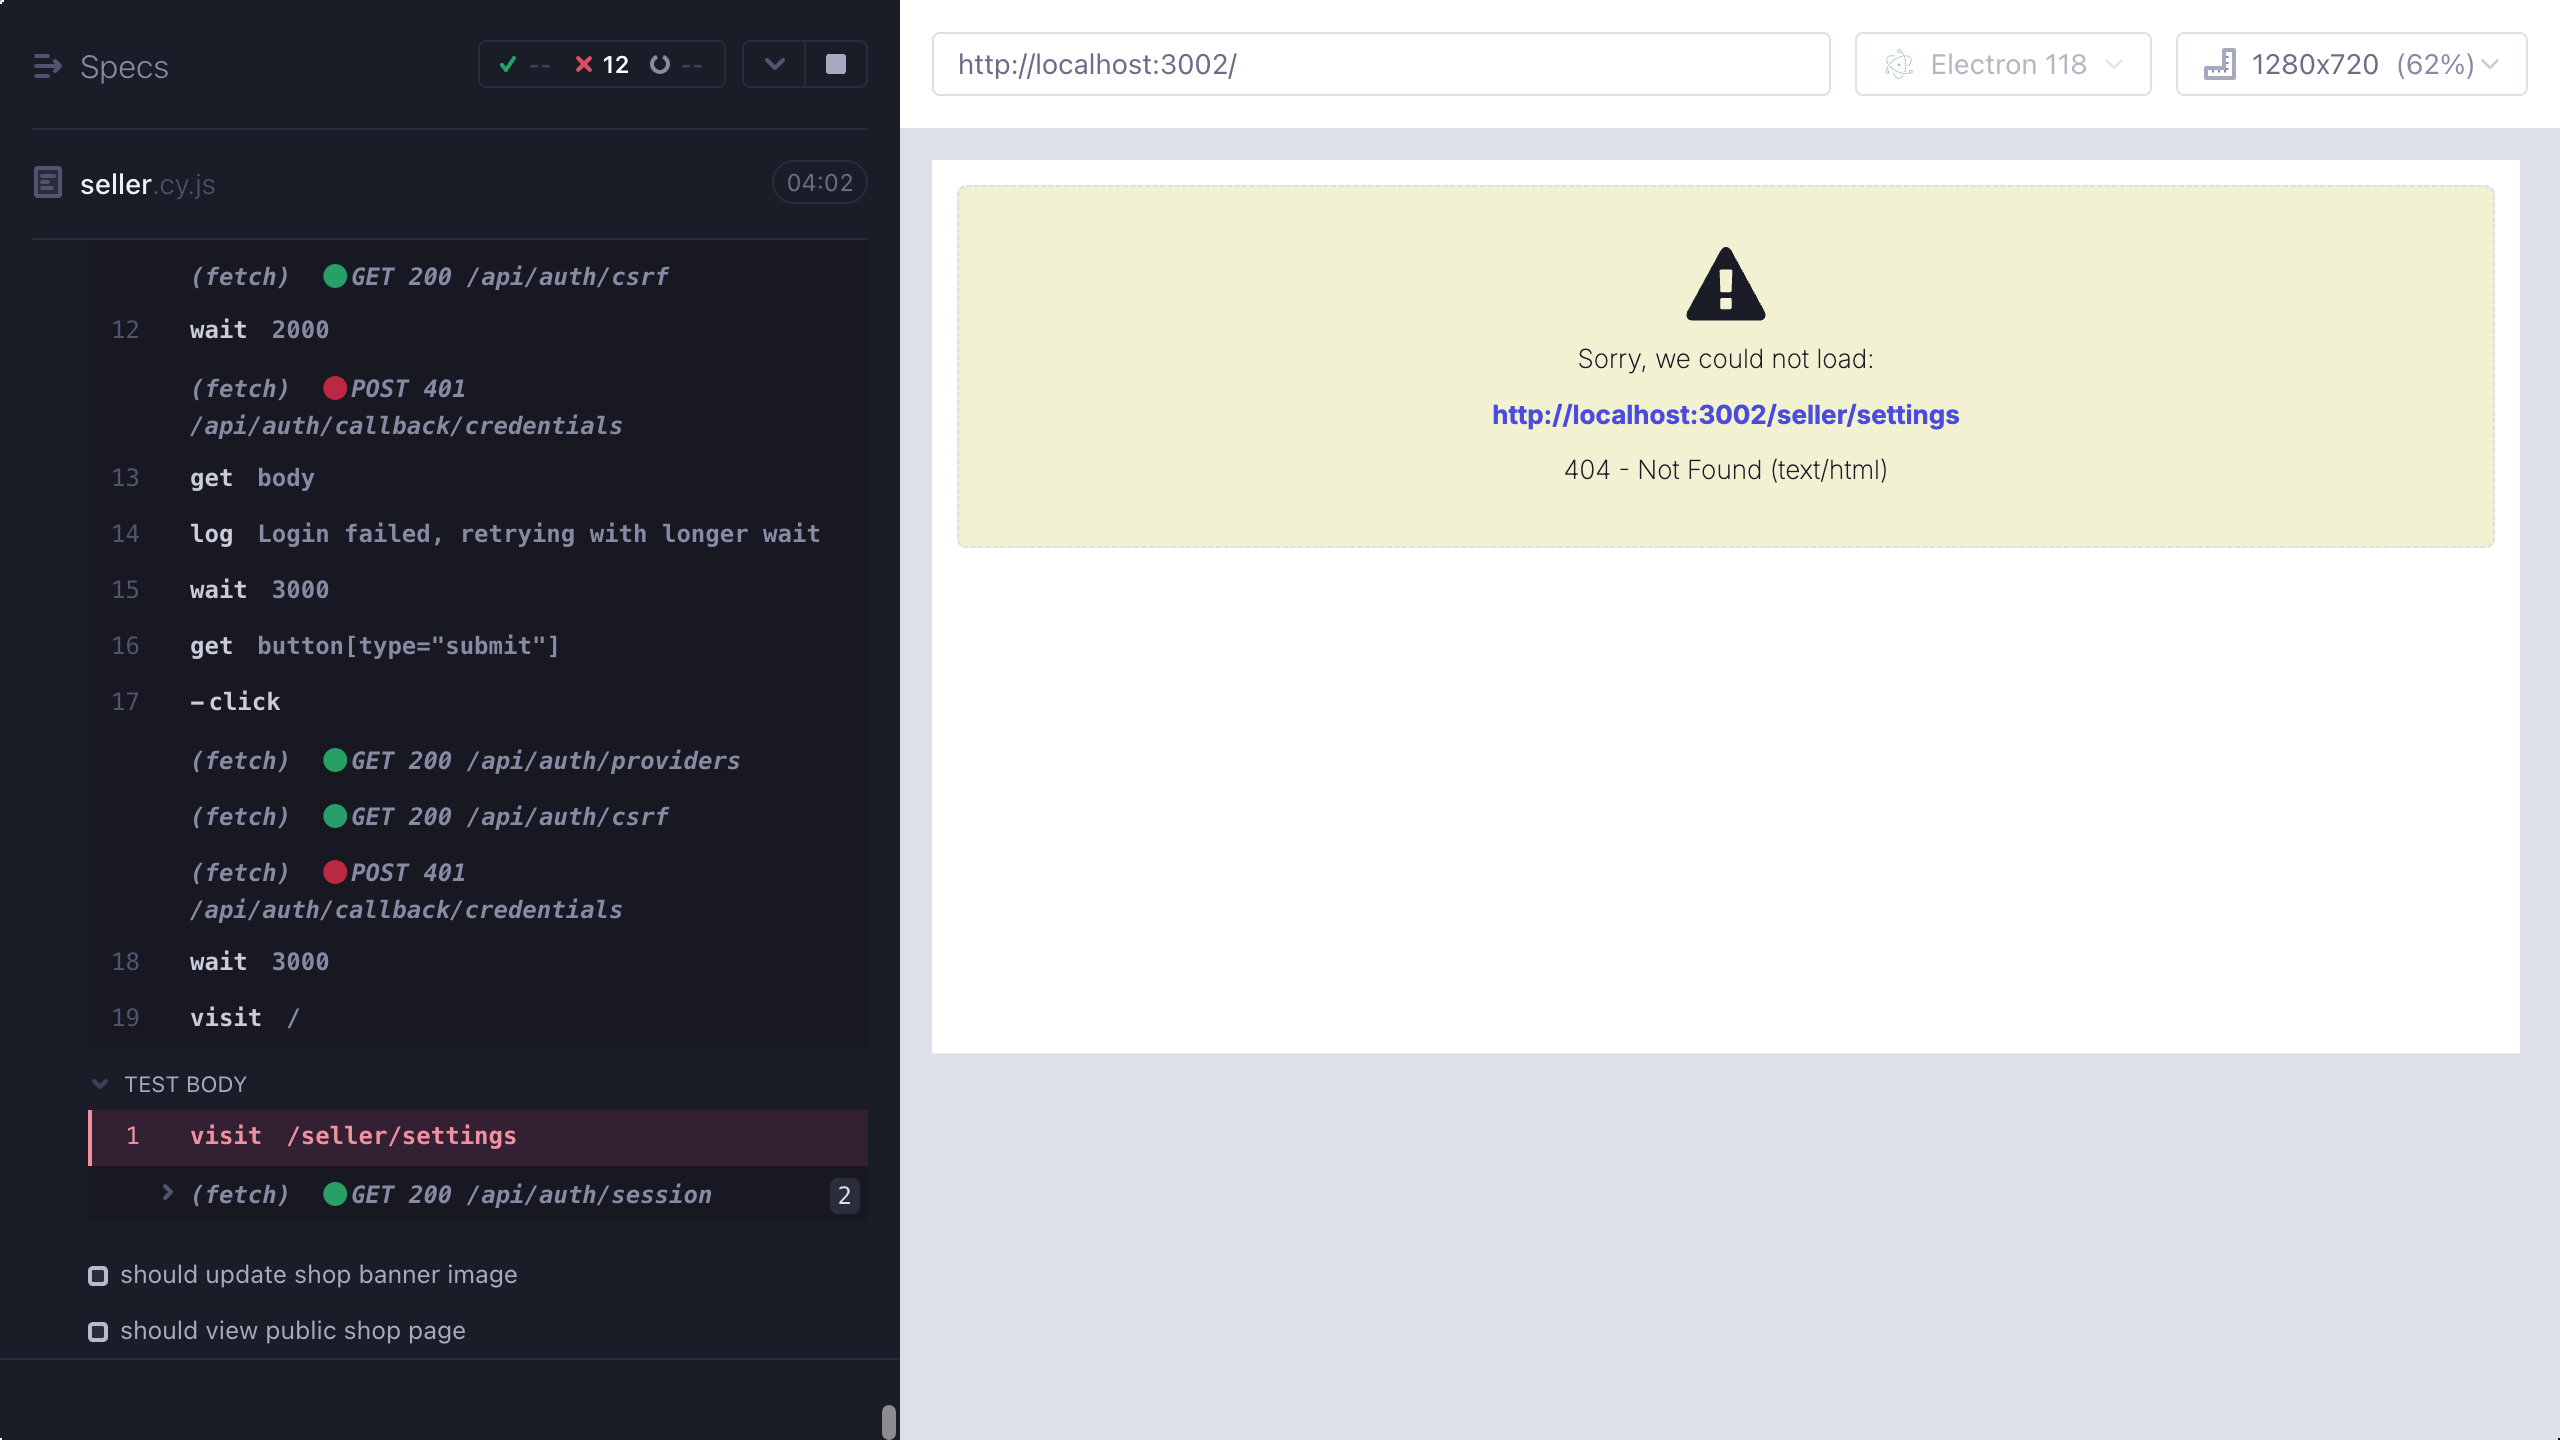 Specs
-- 12 --
seller.cy.js
04:02
(fetch) GET 200 /api/auth/csrf
12 wait 2000
(fetch) POST 401
/api/auth/callback/credentials
13 get body
14 log Login failed, retrying with longer wait
15 wait 3000
16 get button[type="submit"]
17 -click
(fetch) GET 200 /api/auth/providers
(fetch) GET 200 /api/auth/csrf
(fetch) POST 401
/api/auth/callback/credentials
18 wait 3000
19 visit /
TEST BODY
1 visit /seller/settings
(fetch) GET 200 /api/auth/session 2
should update shop banner image
should view public shop page
http://localhost:3002/
Electron 118
1280x720 (62%)
Sorry, we could not load:
http://localhost:3002/seller/settings
404 - Not Found (text/html)